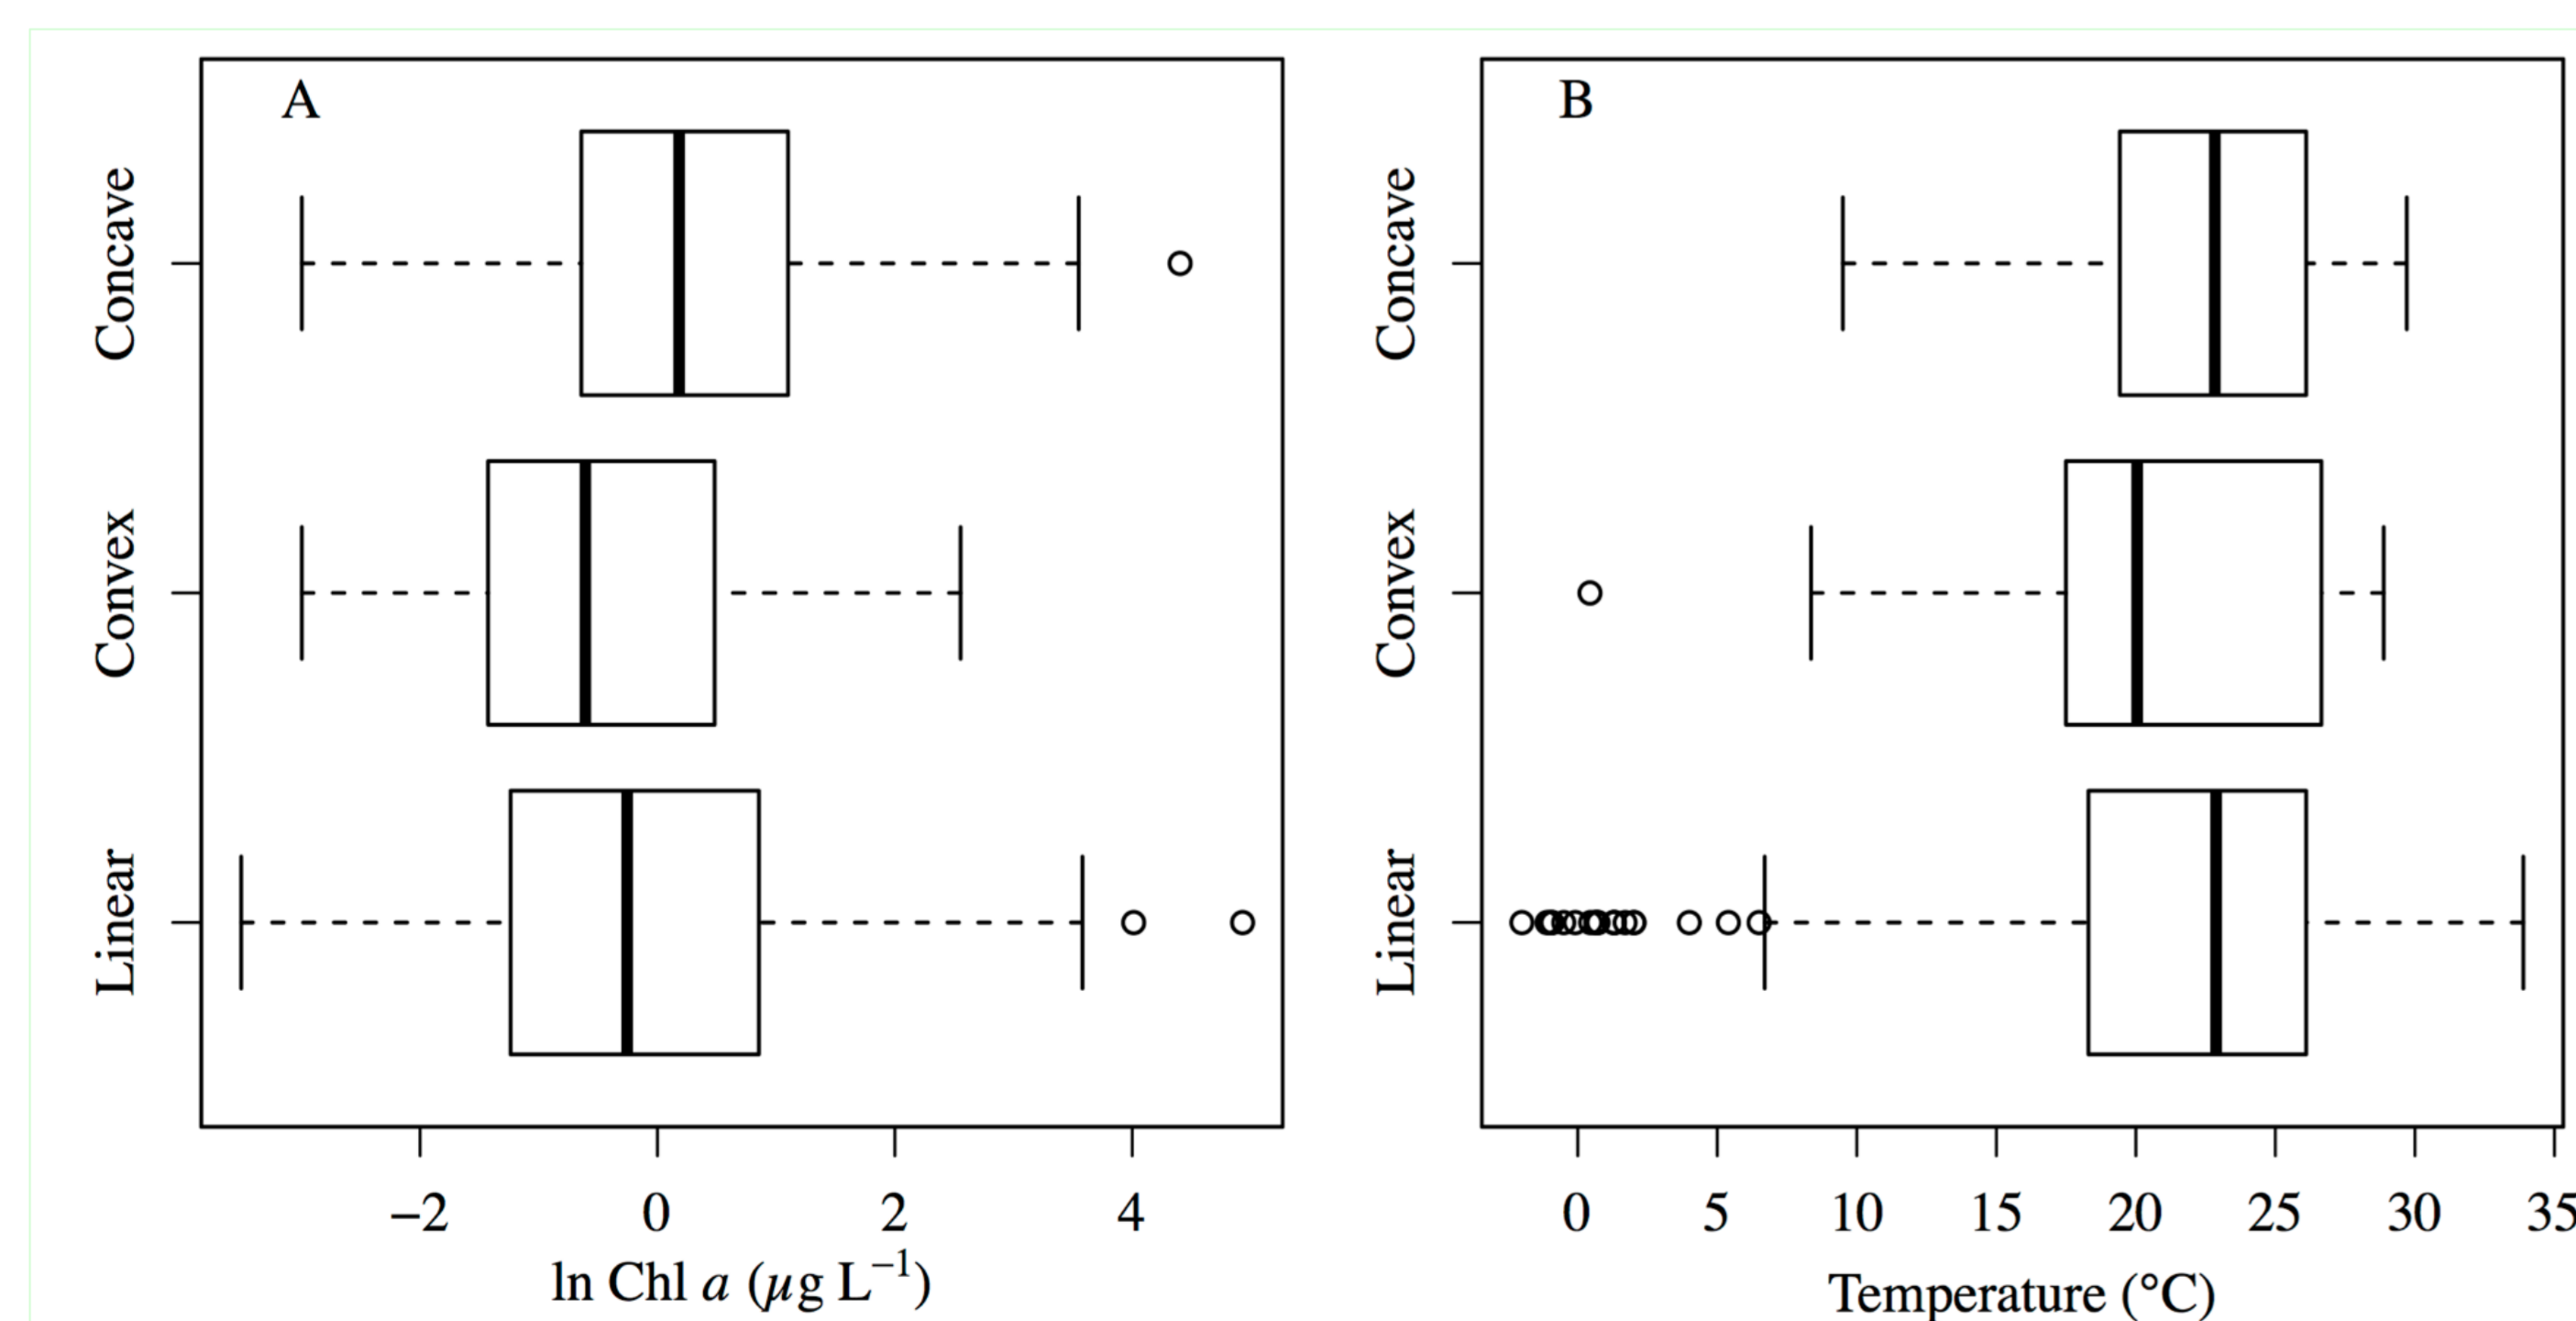 A
Concave
Convex
Linear
−2 0 2 4
ln Chl a (µg L⁻¹)
B
Concave
Convex
Linear
0 5 10 15 20 25 30 35
Temperature (°C)